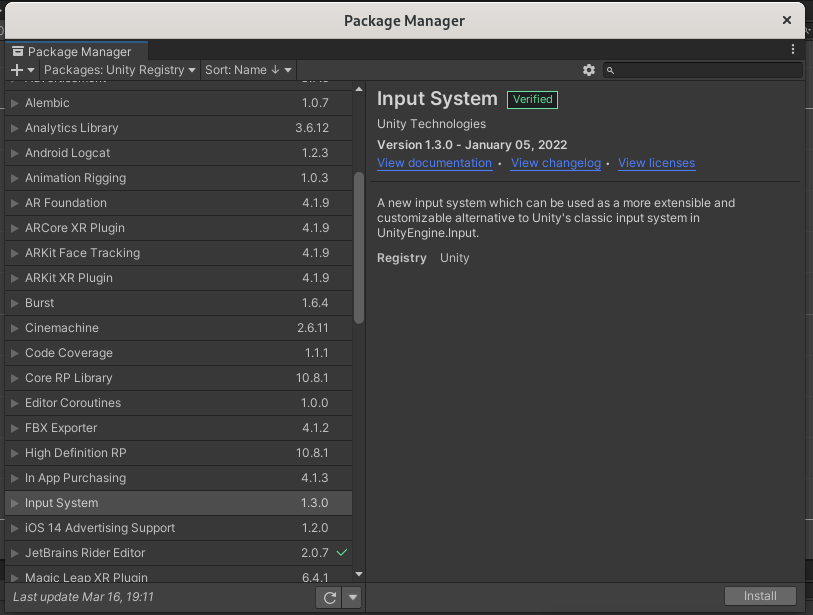 Package Manager
Package Manager
Packages: Unity Registry
Sort: Name ↓
Advertisement
Alembic 1.0.7
Analytics Library 3.6.12
Android Logcat 1.2.3
Animation Rigging 1.0.3
AR Foundation 4.1.9
ARCore XR Plugin 4.1.9
ARKit Face Tracking 4.1.9
ARKit XR Plugin 4.1.9
Burst 1.6.4
Cinemachine 2.6.11
Code Coverage 1.1.1
Core RP Library 10.8.1
Editor Coroutines 1.0.0
FBX Exporter 4.1.2
High Definition RP 10.8.1
In App Purchasing 4.1.3
Input System 1.3.0
iOS 14 Advertising Support 1.2.0
JetBrains Rider Editor 2.0.7
Magic Leap XR Plugin 6.4.1
Last update Mar 16, 19:11
Input System Verified
Unity Technologies
Version 1.3.0 - January 05, 2022
View documentation • View changelog • View licenses
A new input system which can be used as a more extensible and
customizable alternative to Unity's classic input system in
UnityEngine.Input.
Registry Unity
Install